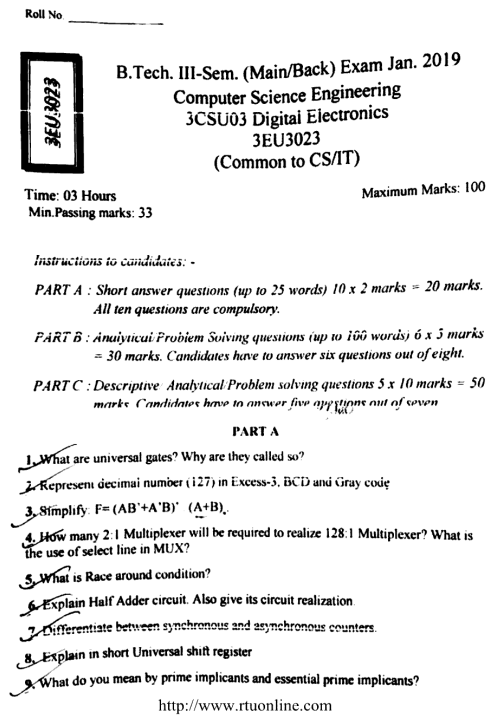 Roll No.
3EU3023
B.Tech. III-Sem. (Main/Back) Exam Jan. 2019
Computer Science Engineering
3CSU03 Digital Electronics
3EU3023
(Common to CS/IT)
Time: 03 Hours
Maximum Marks: 100
Min.Passing marks: 33
Instructions to candidates: -
PART A : Short answer questions (up to 25 words) 10 x 2 marks = 20 marks.
All ten questions are compulsory.
PART B : Analytical/Problem Solving questions (up to 100 words) 6 x 5 marks
= 30 marks. Candidates have to answer six questions out of eight.
PART C : Descriptive/Analytical/Problem solving questions 5 x 10 marks = 50
marks. Candidates have to answer five questions out of seven
PART A
1. What are universal gates? Why are they called so?
2. Represent decimal number (127) in Excess-3, BCD and Gray code
3. Simplify: F= (AB'+A'B)' (A+B).
4. How many 2:1 Multiplexer will be required to realize 128:1 Multiplexer? What is
the use of select line in MUX?
5. What is Race around condition?
6. Explain Half Adder circuit. Also give its circuit realization
7. Differentiate between synchronous and asynchronous counters.
8. Explain in short Universal shift register
9. What do you mean by prime implicants and essential prime implicants?
http://www.rtuonline.com